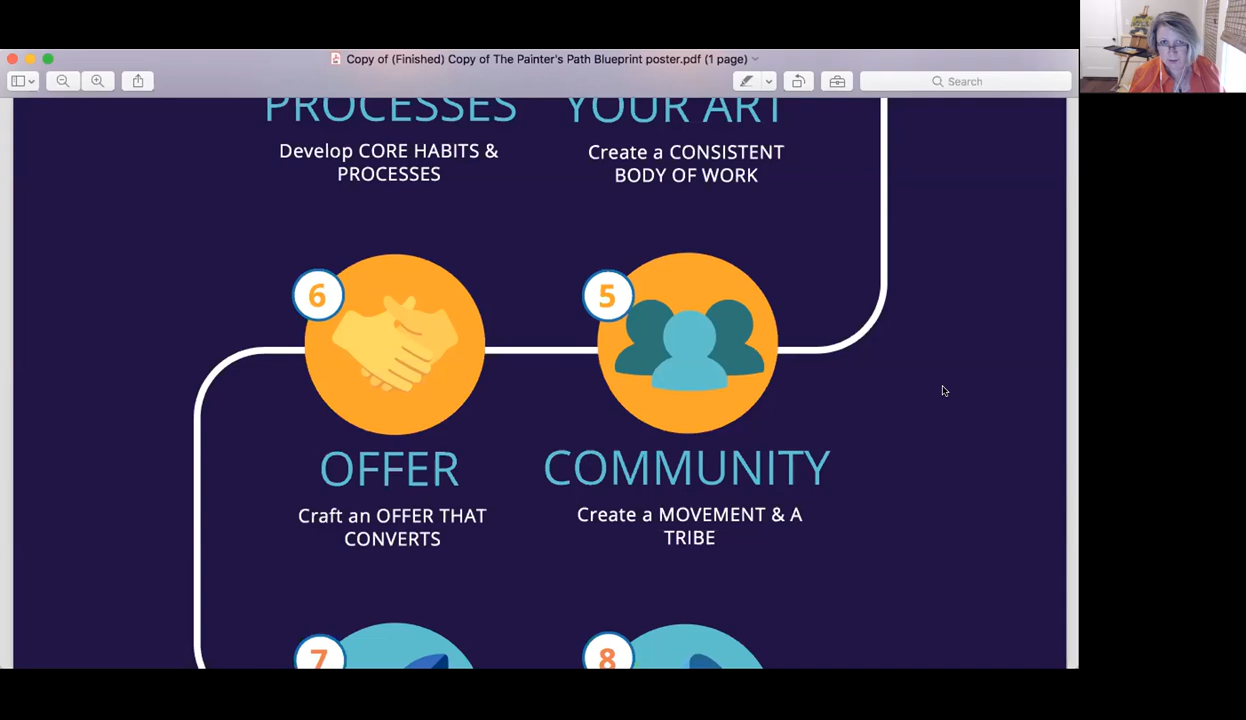 Copy of (Finished) Copy of The Painter's Path Blueprint poster.pdf (1 page)
Search
PROCESSES
YOUR ART
Develop CORE HABITS &
PROCESSES
Create a CONSISTENT
BODY OF WORK
6
5
OFFER
COMMUNITY
Craft an OFFER THAT
CONVERTS
Create a MOVEMENT & A
TRIBE
7
8